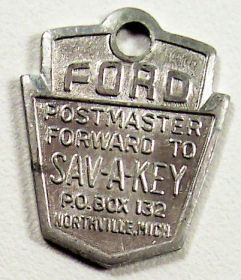 FORD
POSTMASTER
FORWARD TO
SAV-A-KEY
P.O. BOX 132
NORTHVILLE, MICH.